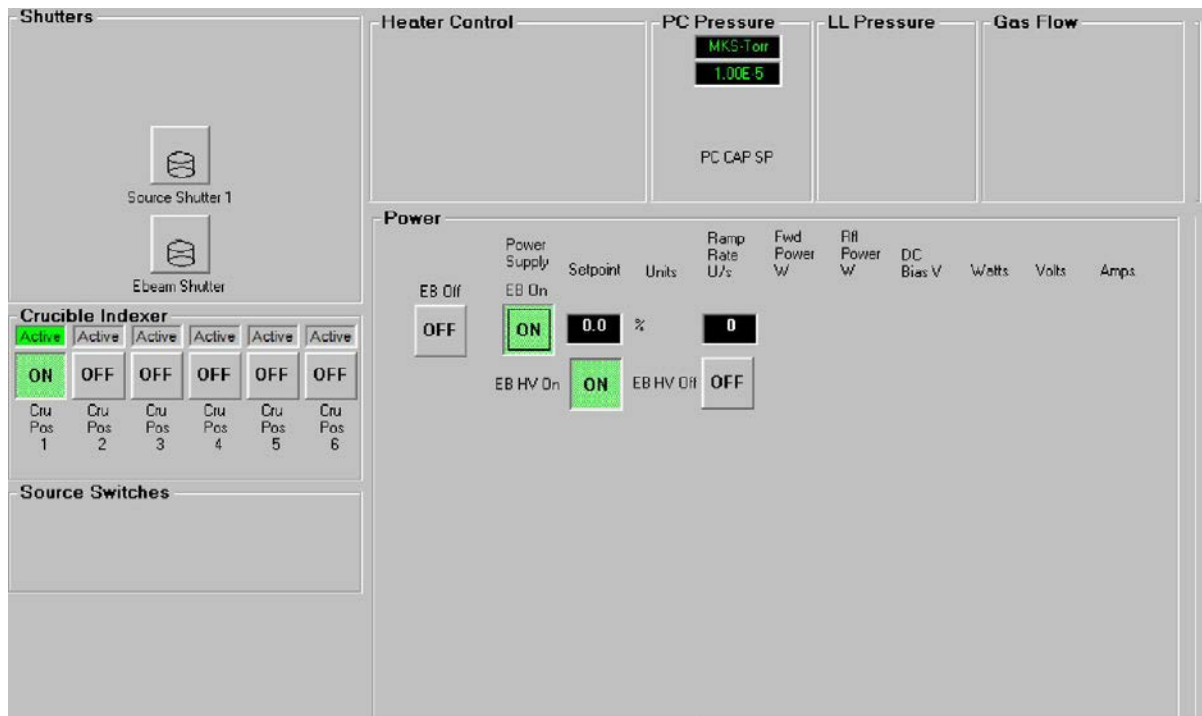 Shutters
Source Shutter 1
Ebeam Shutter
Crucible Indexer
Active Active Active Active Active Active
ON OFF OFF OFF OFF OFF
Cru Cru Cru Cru Cru Cru
Pos Pos Pos Pos Pos Pos
1 2 3 4 5 6
Source Switches
Heater Control
PC Pressure
MKS-Torr
1.00E-5
PC CAP SP
LL Pressure
Gas Flow
Power
EB Off
OFF
Power
Supply
EB On
ON
Setpoint
0.0
Units
%
Ramp
Rate
U/s
0
Fwd
Power
W
Rfl
Power
W
DC
Bias V
Watts
Volts
Amps
EB HV On
ON
EB HV Off
OFF